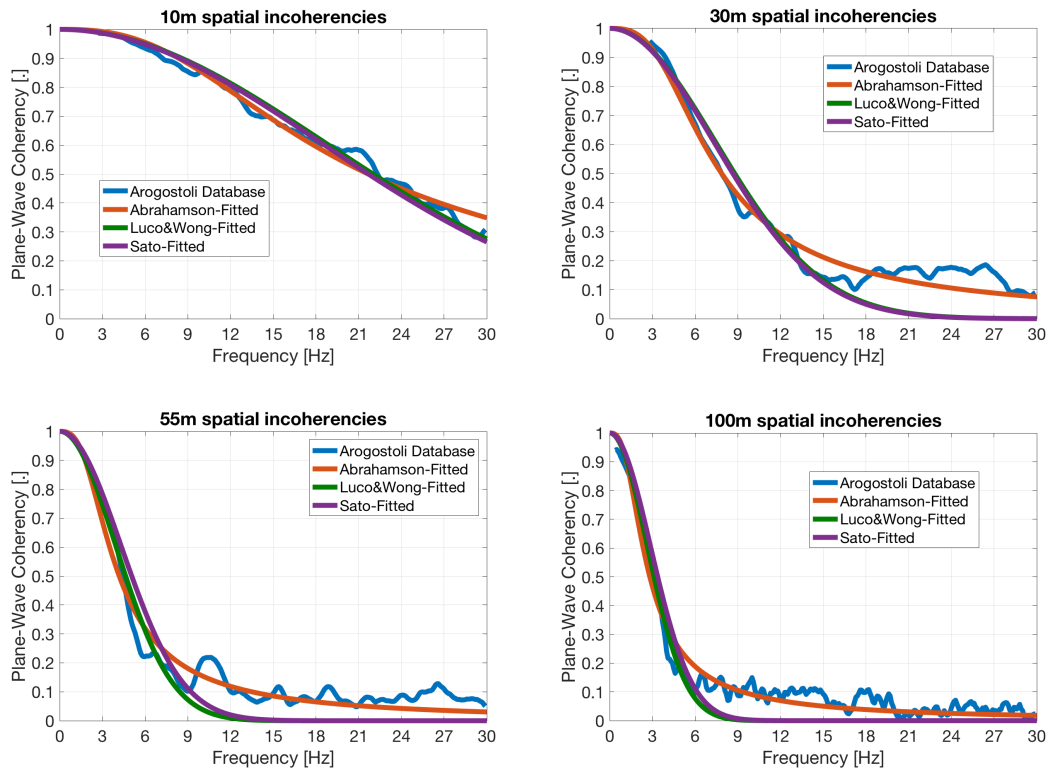 10m spatial incoherencies
Plane-Wave Coherency [.]
1
0.9
0.8
0.7
0.6
0.5
0.4
0.3
0.2
0.1
0
Arogostoli Database
Abrahamson-Fitted
Luco&Wong-Fitted
Sato-Fitted
0 3 6 9 12 15 18 21 24 27 30
Frequency [Hz]
30m spatial incoherencies
Plane-Wave Coherency [.]
1
0.9
0.8
0.7
0.6
0.5
0.4
0.3
0.2
0.1
0
Arogostoli Database
Abrahamson-Fitted
Luco&Wong-Fitted
Sato-Fitted
0 3 6 9 12 15 18 21 24 27 30
Frequency [Hz]
55m spatial incoherencies
Plane-Wave Coherency [.]
1
0.9
0.8
0.7
0.6
0.5
0.4
0.3
0.2
0.1
0
Arogostoli Database
Abrahamson-Fitted
Luco&Wong-Fitted
Sato-Fitted
0 3 6 9 12 15 18 21 24 27 30
Frequency [Hz]
100m spatial incoherencies
Plane-Wave Coherency [.]
1
0.9
0.8
0.7
0.6
0.5
0.4
0.3
0.2
0.1
0
Arogostoli Database
Abrahamson-Fitted
Luco&Wong-Fitted
Sato-Fitted
0 3 6 9 12 15 18 21 24 27 30
Frequency [Hz]